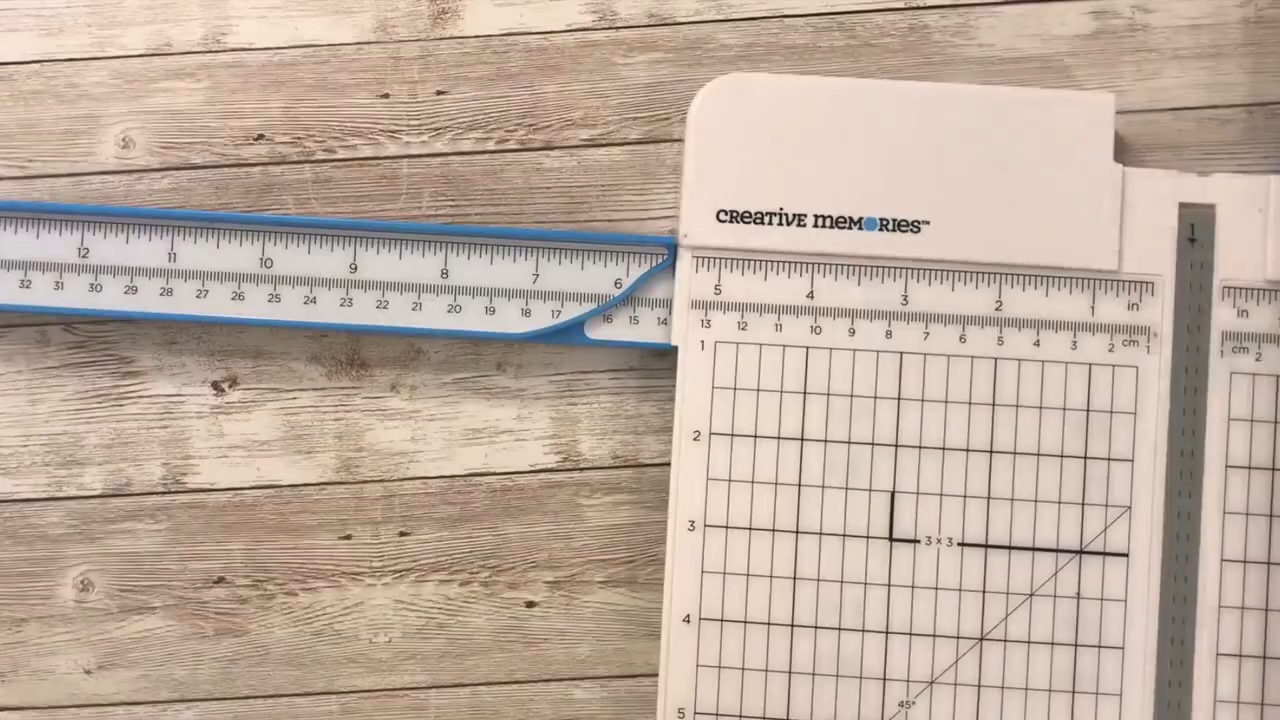 creative memories™
1
12 11 10 9 8 7 6
32 31 30 29 28 27 26 25 24 23 22 21 20 19 18 17 16 15 14
5 4 3 2 1 in
13 12 11 10 9 8 7 6 5 4 3 2 cm 1
in
1 cm 2
1
2
3
3 x 3
4
45°
5